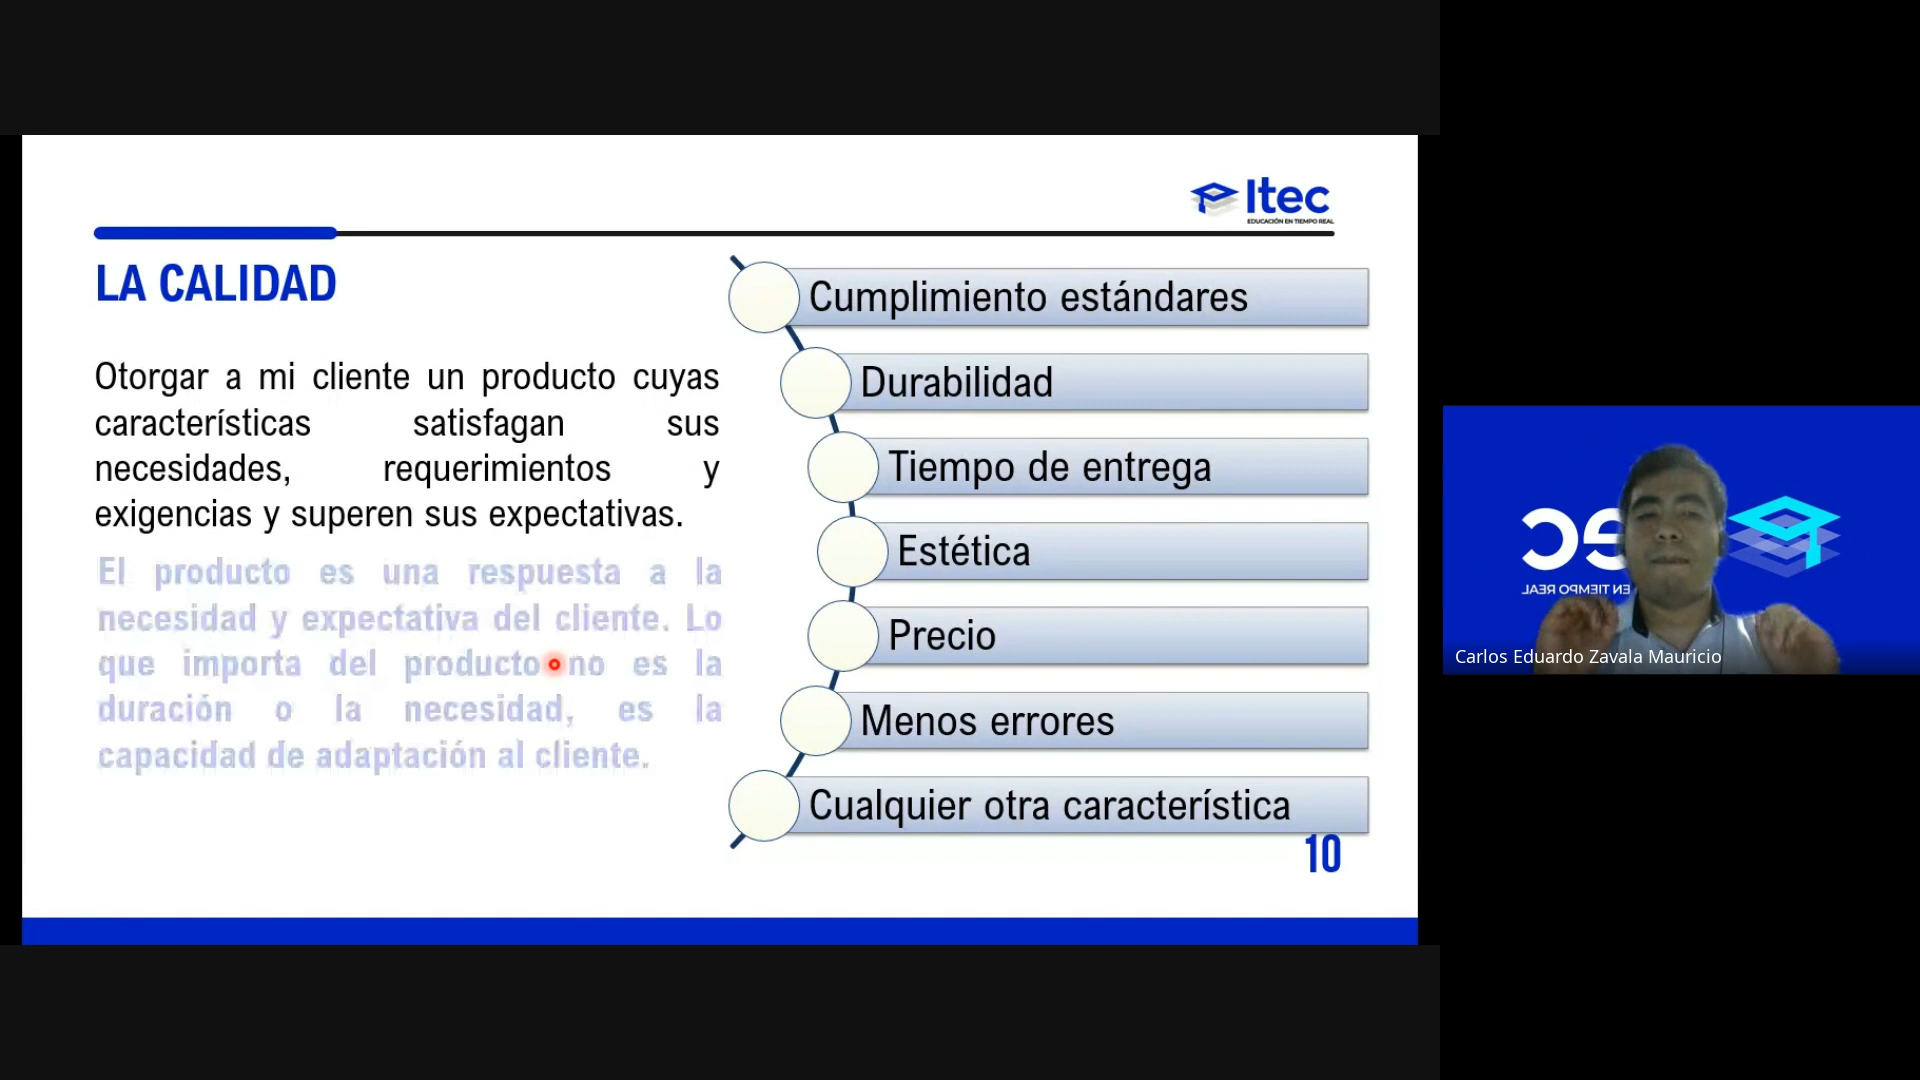 Itec
EDUCACIÓN EN TIEMPO REAL
LA CALIDAD
Otorgar a mi cliente un producto cuyas
características satisfagan sus
necesidades, requerimientos y
exigencias y superen sus expectativas.
El producto es una respuesta a la
necesidad y expectativa del cliente. Lo
que importa del producto no es la
duración o la necesidad, es la
capacidad de adaptación al cliente.
Cumplimiento estándares
Durabilidad
Tiempo de entrega
Estética
Precio
Menos errores
Cualquier otra característica
10
ec
EN TIEMPO REAL
Carlos Eduardo Zavala Mauricio